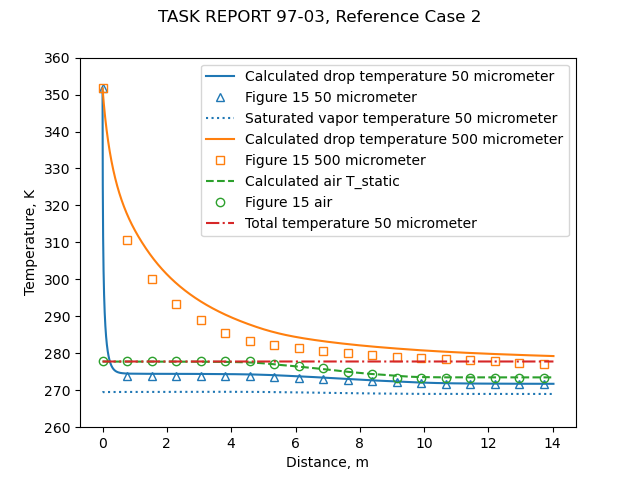 TASK REPORT 97-03, Reference Case 2
Calculated drop temperature 50 micrometer
Figure 15 50 micrometer
Saturated vapor temperature 50 micrometer
Calculated drop temperature 500 micrometer
Figure 15 500 micrometer
Calculated air T_static
Figure 15 air
Total temperature 50 micrometer
Temperature, K
360
350
340
330
320
310
300
290
280
270
260
0 2 4 6 8 10 12 14
Distance, m